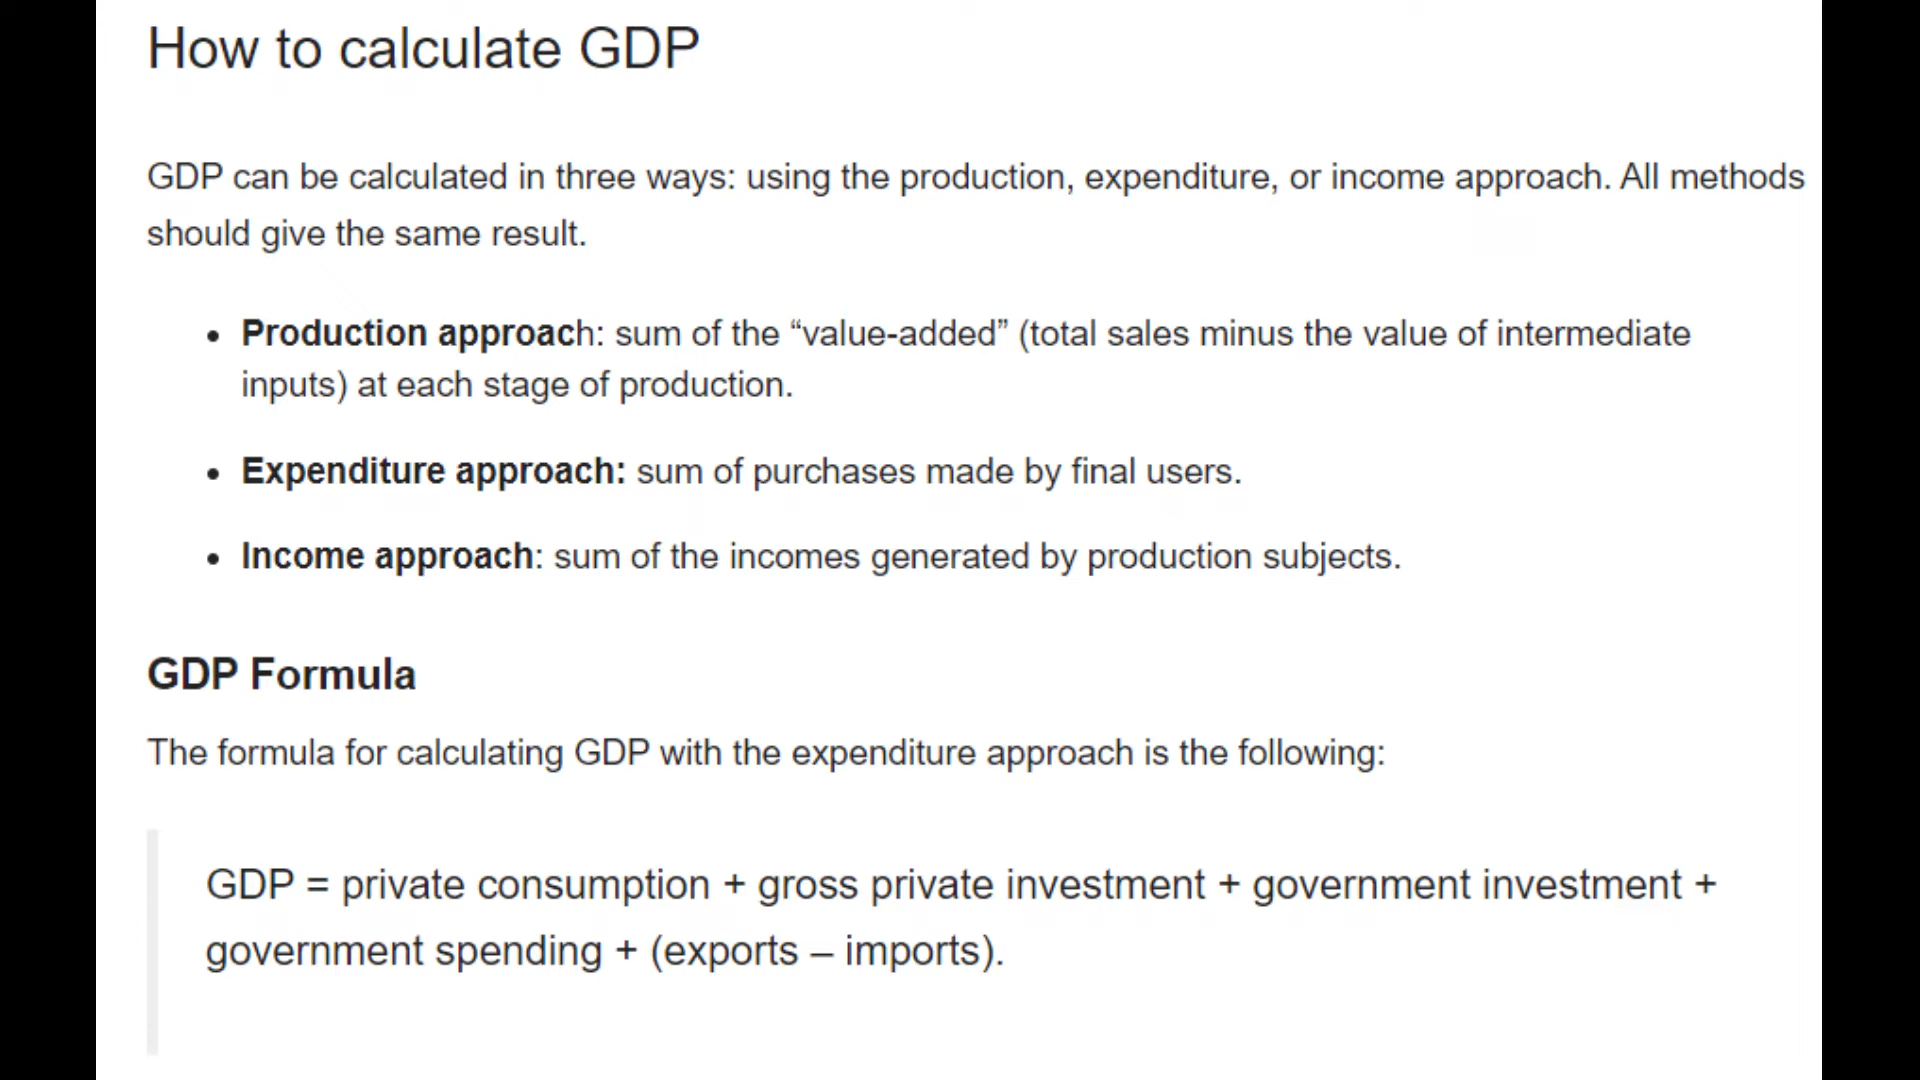 How to calculate GDP
GDP can be calculated in three ways: using the production, expenditure, or income approach. All methods
should give the same result.
• Production approach: sum of the “value-added” (total sales minus the value of intermediate
inputs) at each stage of production.
• Expenditure approach: sum of purchases made by final users.
• Income approach: sum of the incomes generated by production subjects.
GDP Formula
The formula for calculating GDP with the expenditure approach is the following:
GDP = private consumption + gross private investment + government investment +
government spending + (exports – imports).